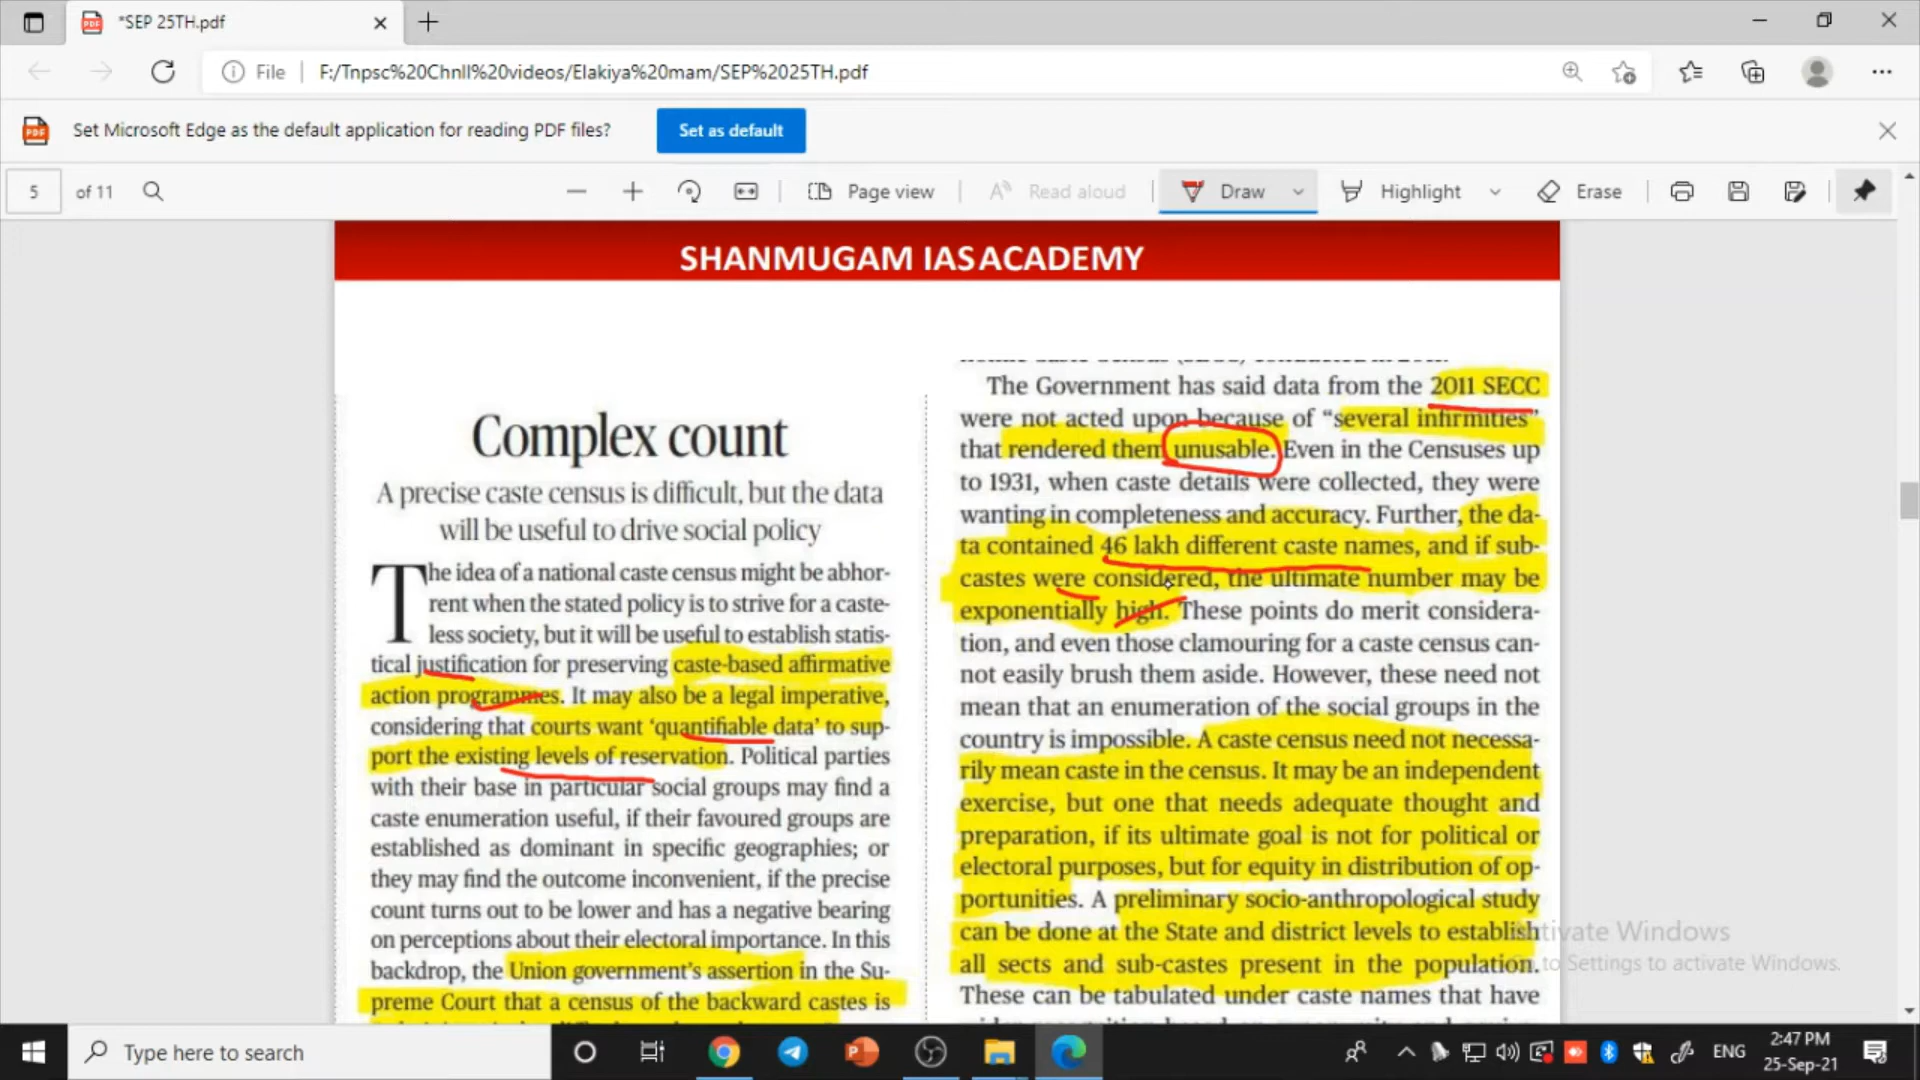 *SEP 25TH.pdf
File
F:/Tnpsc%20Chnll%20videos/Elakiya%20mam/SEP%2025TH.pdf
Set Microsoft Edge as the default application for reading PDF files?
Set as default
5
of 11
Page view
Read aloud
Draw
Highlight
Erase
SHANMUGAM IAS ACADEMY
Complex count
A precise caste census is difficult, but the data
will be useful to drive social policy
The idea of a national caste census might be abhor-
rent when the stated policy is to strive for a caste-
less society, but it will be useful to establish statis-
tical justification for preserving caste-based affirmative
action programmes. It may also be a legal imperative,
considering that courts want ‘quantifiable data’ to sup-
port the existing levels of reservation. Political parties
with their base in particular social groups may find a
caste enumeration useful, if their favoured groups are
established as dominant in specific geographies; or
they may find the outcome inconvenient, if the precise
count turns out to be lower and has a negative bearing
on perceptions about their electoral importance. In this
backdrop, the Union government’s assertion in the Su-
preme Court that a census of the backward castes is
The Government has said data from the 2011 SECC
were not acted upon because of “several infirmities”
that rendered them unusable. Even in the Censuses up
to 1931, when caste details were collected, they were
wanting in completeness and accuracy. Further, the da-
ta contained 46 lakh different caste names, and if sub-
castes were considered, the ultimate number may be
exponentially high. These points do merit considera-
tion, and even those clamouring for a caste census can-
not easily brush them aside. However, these need not
mean that an enumeration of the social groups in the
country is impossible. A caste census need not necessa-
rily mean caste in the census. It may be an independent
exercise, but one that needs adequate thought and
preparation, if its ultimate goal is not for political or
electoral purposes, but for equity in distribution of op-
portunities. A preliminary socio-anthropological study
can be done at the State and district levels to establish
all sects and sub-castes present in the population.
These can be tabulated under caste names that have
Activate Windows
Go to Settings to activate Windows.
Type here to search
ENG
2:47 PM
25-Sep-21